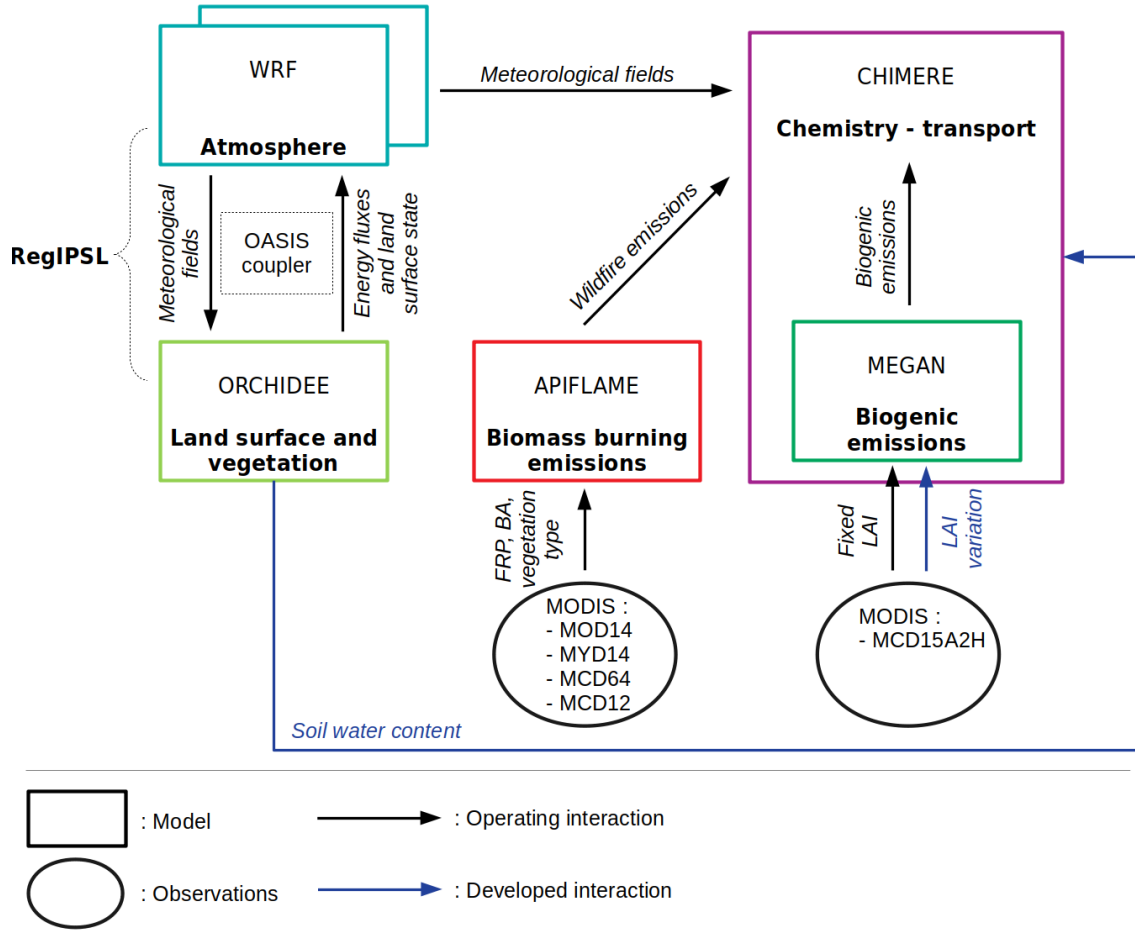 WRF
Atmosphere
Meteorological fields
CHIMERE
Chemistry - transport
RegIPSL
Meteorological
fields
OASIS
coupler
Energy fluxes
and land
surface state
Wildfire emissions
Biogenic
emissions
ORCHIDEE
Land surface and
vegetation
APIFLAME
Biomass burning
emissions
MEGAN
Biogenic
emissions
FRP, BA,
vegetation
type
Fixed
LAI
LAI
variation
MODIS :
- MOD14
- MYD14
- MCD64
- MCD12
MODIS :
- MCD15A2H
Soil water content
: Model
: Operating interaction
: Observations
: Developed interaction